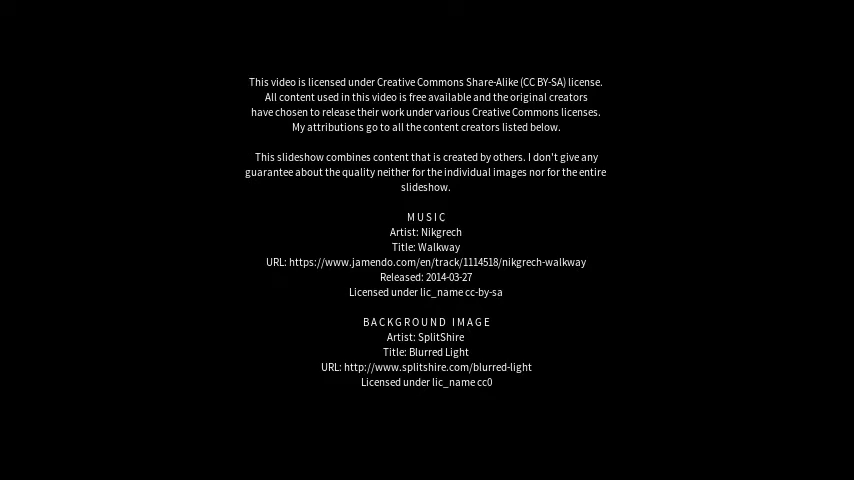 This video is licensed under Creative Commons Share-Alike (CC BY-SA) license.
All content used in this video is free available and the original creators
have chosen to release their work under various Creative Commons licenses.
My attributions go to all the content creators listed below.
This slideshow combines content that is created by others. I don't give any
guarantee about the quality neither for the individual images nor for the entire
slideshow.
MUSIC
Artist: Nikgrech
Title: Walkway
URL: https://www.jamendo.com/en/track/1114518/nikgrech-walkway
Released: 2014-03-27
Licensed under lic_name cc-by-sa
BACKGROUND IMAGE
Artist: SplitShire
Title: Blurred Light
URL: http://www.splitshire.com/blurred-light
Licensed under lic_name cc0